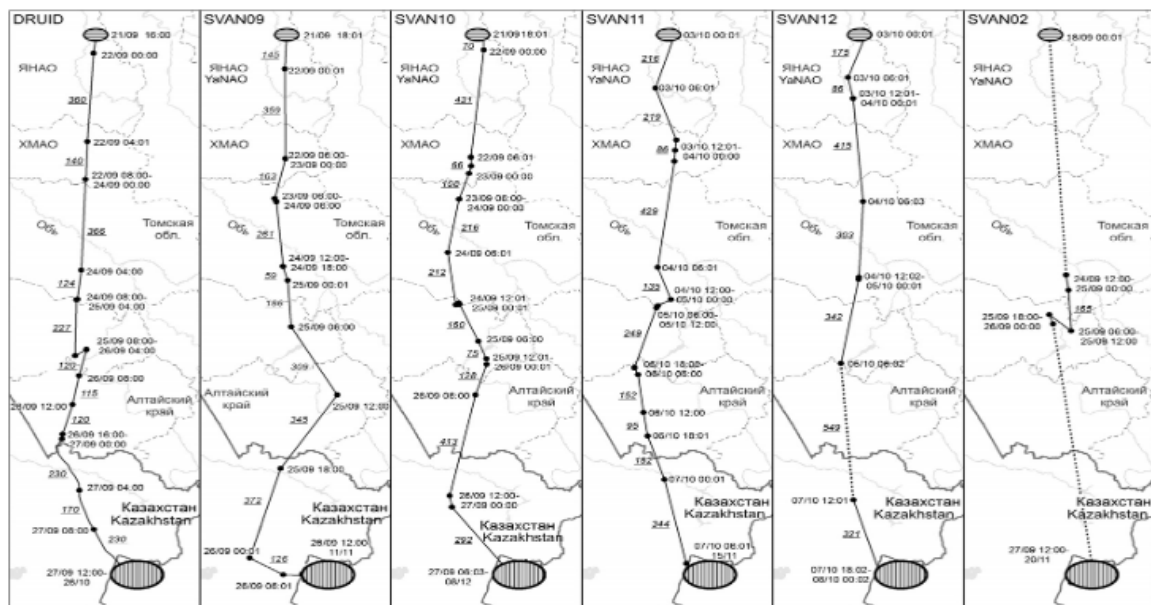 DRUID
21/09 16:00
22/09 00:00
ЯНАО
YaNAO
360
22/09 04:01
ХМАО
140
22/09 08:00-
24/09 00:00
366
Обь
Томская
обл.
24/09 04:00
124
24/09 08:00-
25/09 04:00
227
25/09 08:00-
26/09 04:00
120
26/09 08:00
115
Алтайский
край
26/09 12:00
120
26/09 16:00-
27/09 00:00
230
27/09 04:00
Казахстан
Kazakhstan
170
27/09 08:00
230
27/09 12:00-
26/10
SVAN09
21/09 18:01
145
ЯНАО
YaNAO
22/09 00:01
359
ХМАО
22/09 06:00-
23/09 00:00
163
23/09 06:00-
24/09 06:00
Обь
261
Томская
обл.
24/09 12:00-
24/09 18:00
59
25/09 00:01
186
25/09 06:00
309
Алтайский
край
25/09 12:00
345
25/09 18:00
372
Казахстан
Kazakhstan
26/09 00:01
126
26/09 12:00
11/11
26/09 06:01
SVAN10
21/09 18:01
70
22/09 00:00
ЯНАО
YaNAO
421
ХМАО
22/09 06:01
66
23/09 00:00
23/09 06:00-
24/09 00:00
Обь
216
Томская
обл.
24/09 06:01
212
24/09 12:01
25/09 00:01
160
25/09 06:00
75
25/09 12:01-
26/09 00:01
128
26/09 06:00
Алтайский
край
413
26/09 12:00-
27/09 00:00
Казахстан
Kazakhstan
292
27/09 06:03-
08/12
SVAN11
03/10 00:01
216
ЯНАО
YaNAO
03/10 06:01
219
ХМАО
86
03/10 12:01-
04/10 00:00
429
Обь
Томская
обл.
04/10 06:01
135
04/10 12:00-
05/10 00:00
05/10 06:00-
05/10 12:00
249
05/10 18:00-
06/10 06:00
152
Алтайский
край
06/10 12:00
95
06/10 18:01
182
07/10 00:01
Казахстан
Kazakhstan
344
07/10 06:01-
15/11
SVAN12
03/10 00:01
175
ЯНАО
YaNAO
03/10 06:01
86
03/10 12:01-
04/10 00:01
ХМАО
415
04/10 06:03
Обь
Томская
обл.
303
04/10 12:02-
05/10 00:01
342
05/10 06:02
Алтайский
край
549
07/10 12:01
Казахстан
Kazakhstan
321
07/10 18:02-
08/10 00:02
SVAN02
18/09 00:01
ЯНАО
YaNAO
ХМАО
Обь
Томская
обл.
24/09 12:00-
25/09 00:00
165
25/09 18:00-
26/09 00:00
25/09 06:00-
25/09 12:00
Алтайский
край
Казахстан
Kazakhstan
27/09 12:00-
20/11